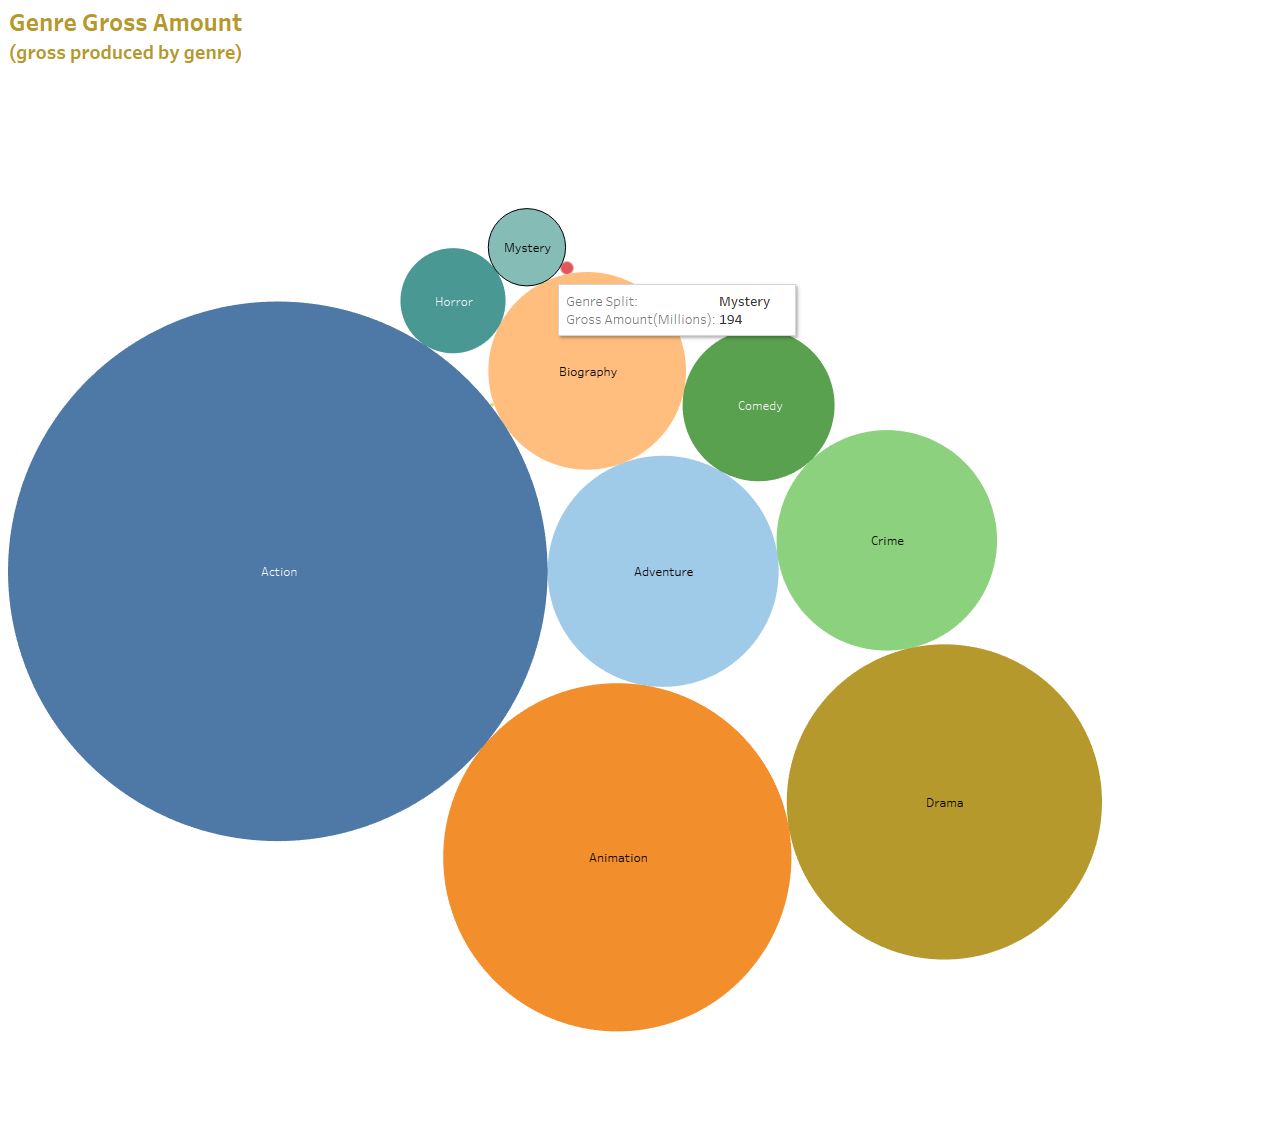 Genre Gross Amount
(gross produced by genre)
Mystery
Horror
Genre Split: Mystery
Gross Amount(Millions): 194
Biography
Comedy
Crime
Action
Adventure
Drama
Animation